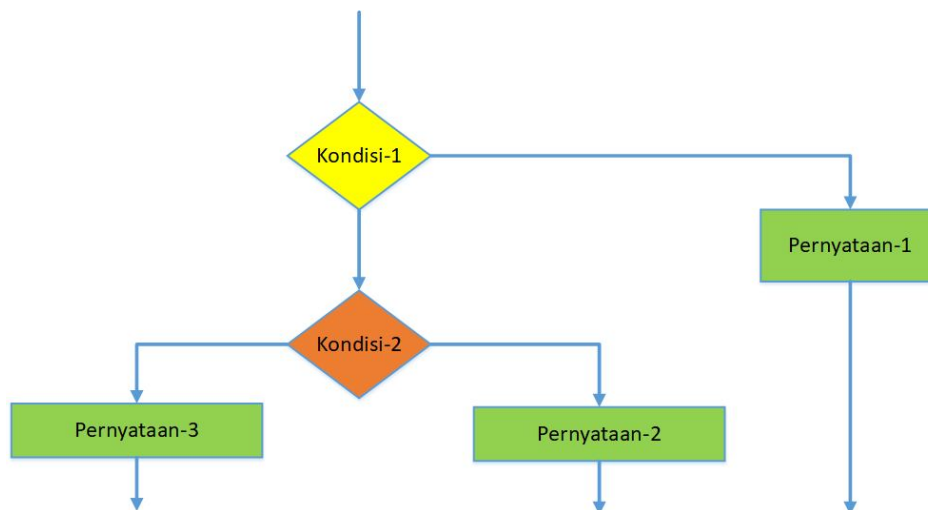 Kondisi-1
Pernyataan-1
Kondisi-2
Pernyataan-3
Pernyataan-2